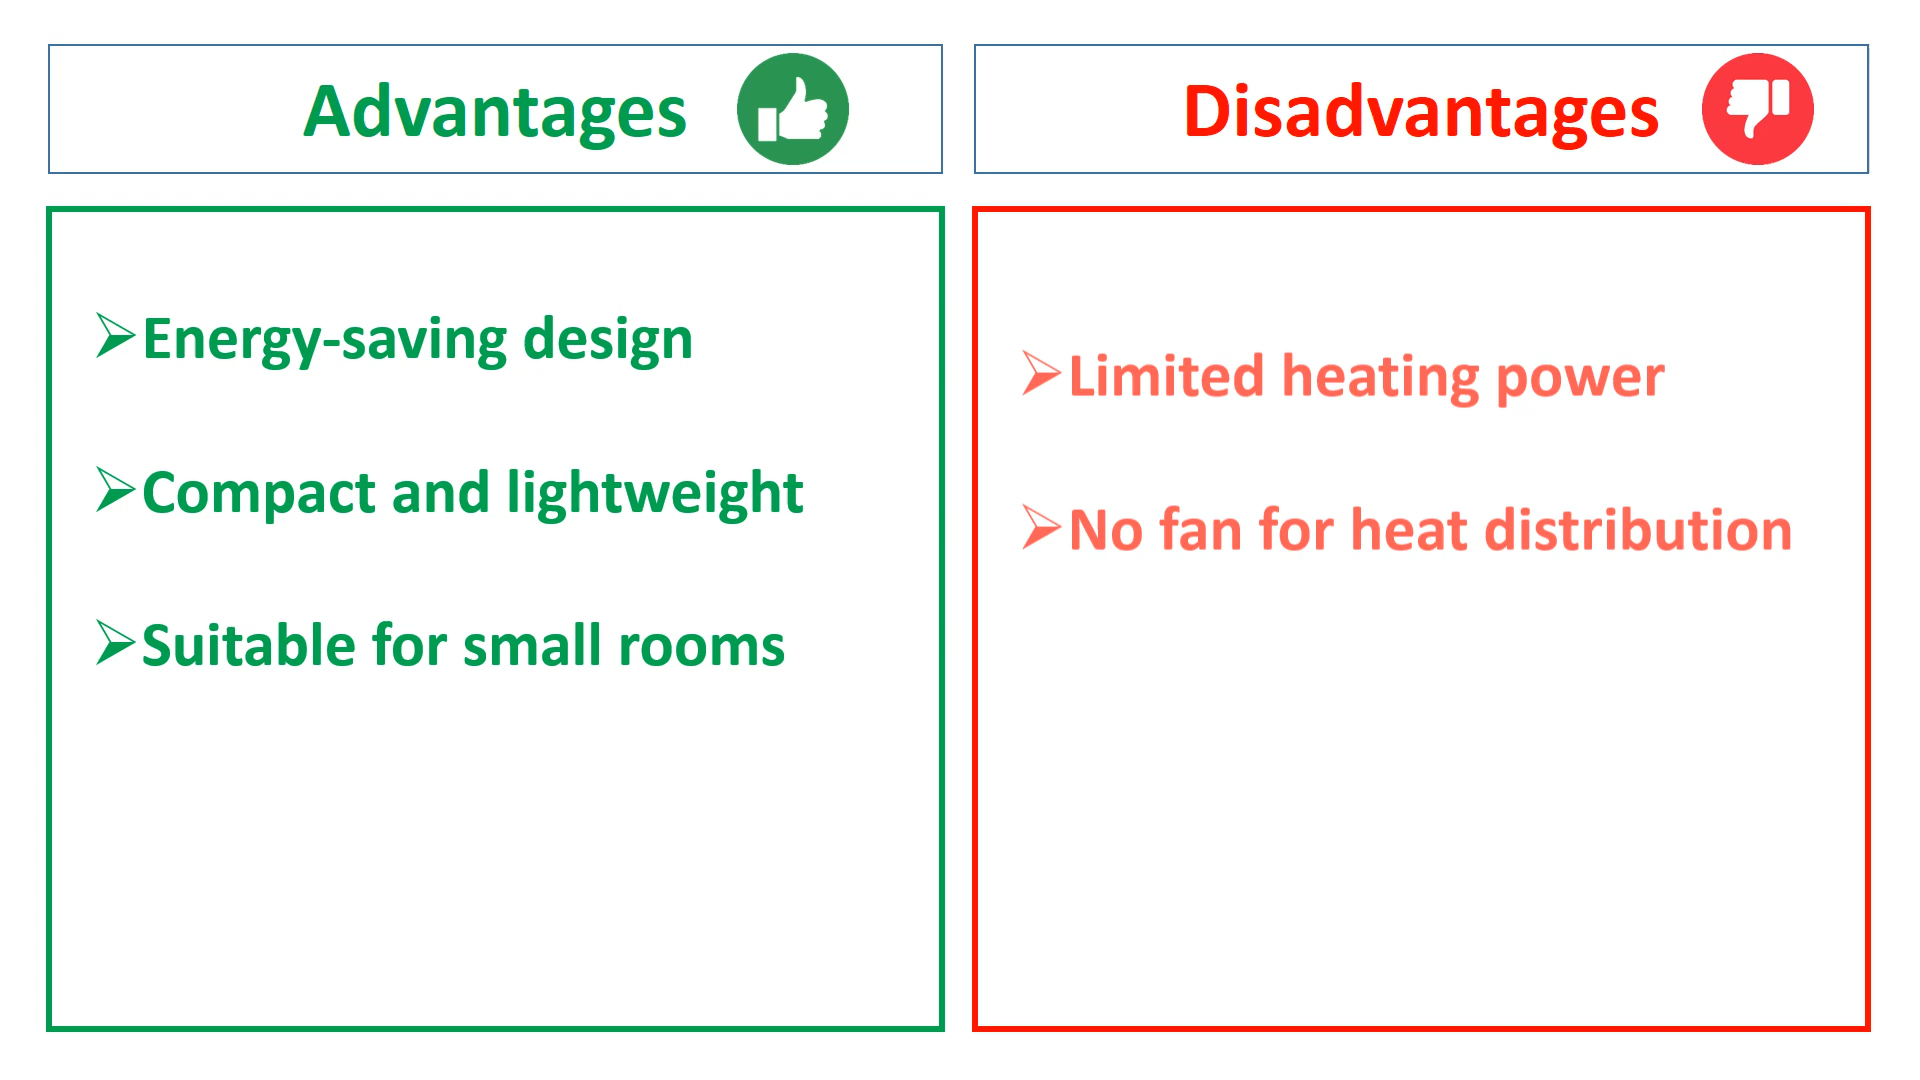 Advantages
Disadvantages
Energy-saving design
Compact and lightweight
Suitable for small rooms
Limited heating power
No fan for heat distribution